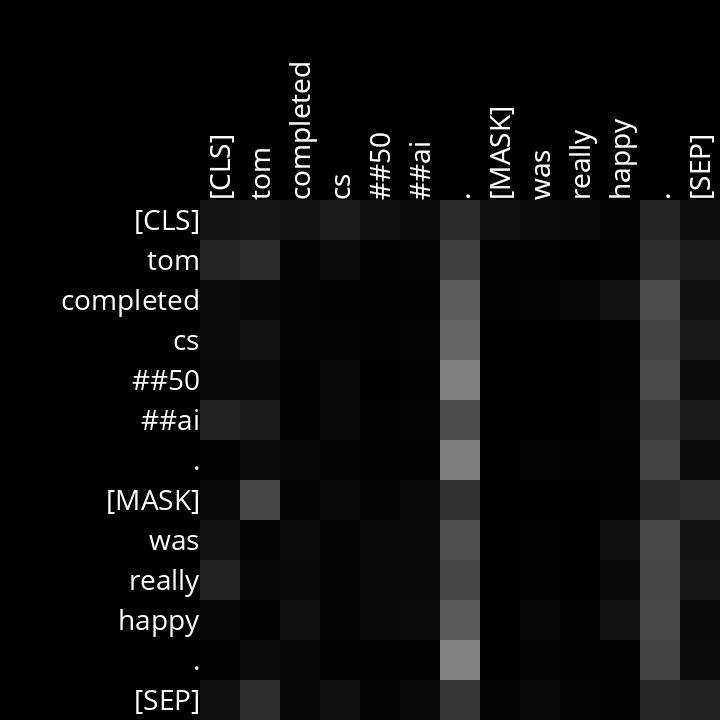 [CLS] tom completed cs ##50 ##ai . [MASK] was really happy . [SEP]
[CLS]
tom
completed
cs
##50
##ai
.
[MASK]
was
really
happy
.
[SEP]